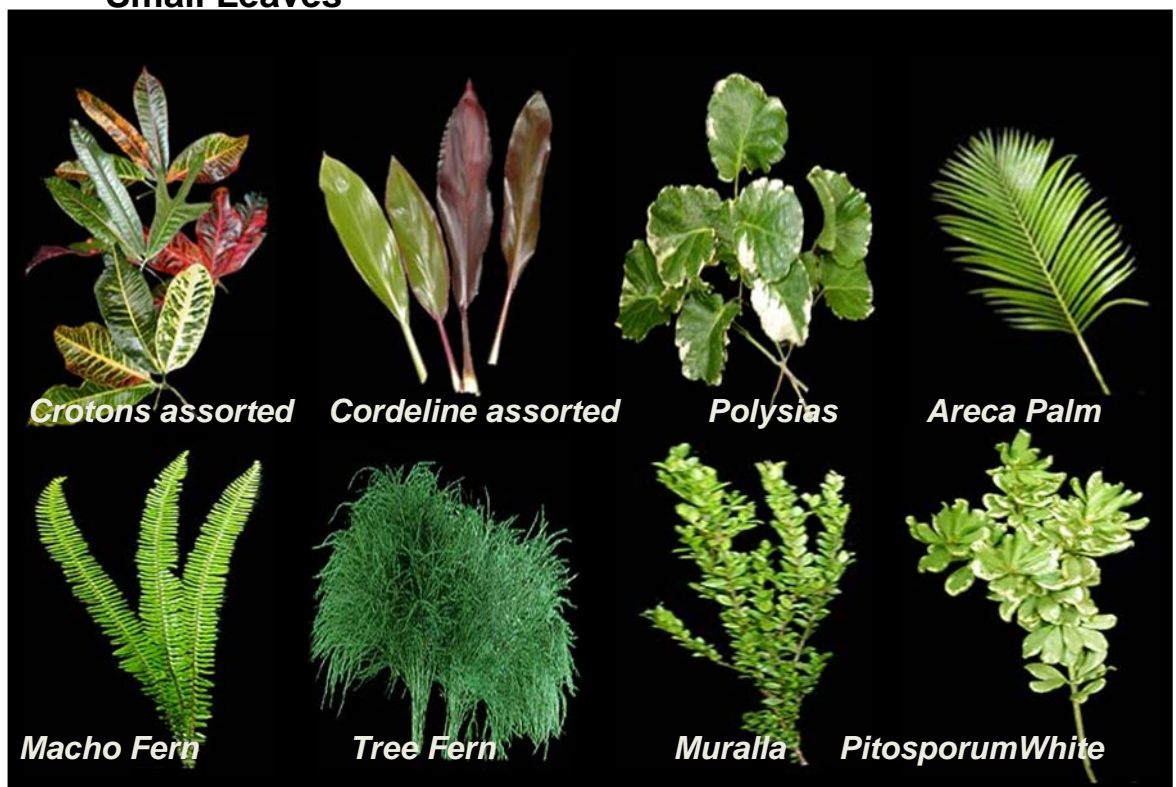 Small Leaves
Crotons assorted
Cordeline assorted
Polysias
Areca Palm
Macho Fern
Tree Fern
Muralla
PitosporumWhite